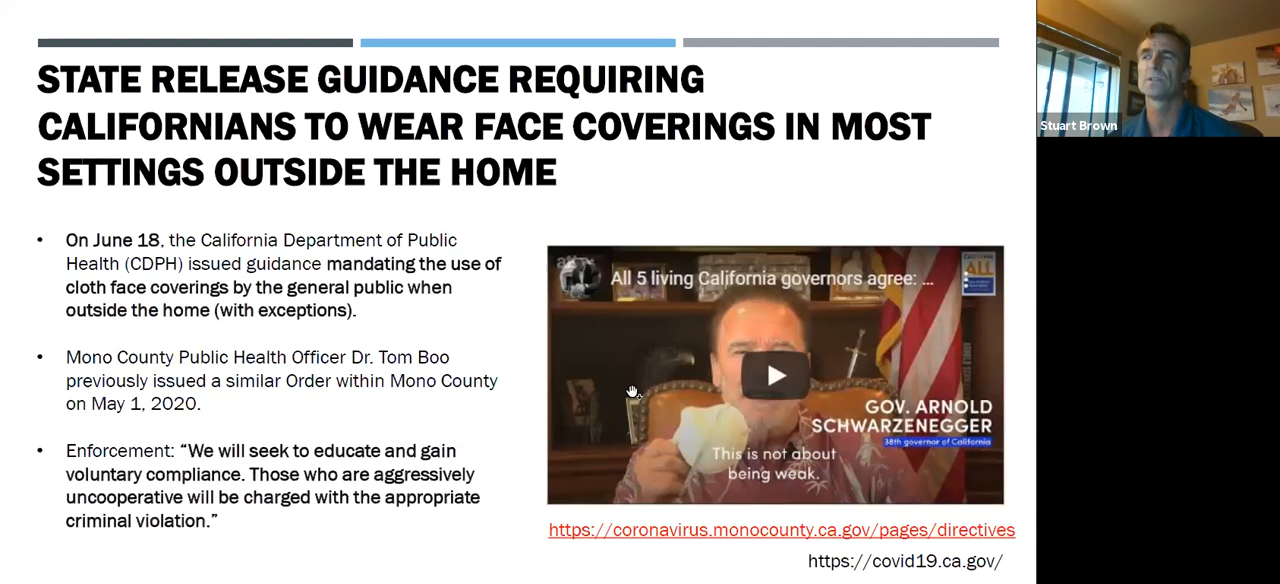 STATE RELEASE GUIDANCE REQUIRING
CALIFORNIANS TO WEAR FACE COVERINGS IN MOST
SETTINGS OUTSIDE THE HOME
• On June 18, the California Department of Public
Health (CDPH) issued guidance mandating the use of
cloth face coverings by the general public when
outside the home (with exceptions).
• Mono County Public Health Officer Dr. Tom Boo
previously issued a similar Order within Mono County
on May 1, 2020.
• Enforcement: “We will seek to educate and gain
voluntary compliance. Those who are aggressively
uncooperative will be charged with the appropriate
criminal violation.”
All 5 living California governors agree: ...
ALL
GOV. ARNOLD
SCHWARZENEGGER
38th governor of California
This is not about
being weak.
https://coronavirus.monocounty.ca.gov/pages/directives
https://covid19.ca.gov/
Stuart Brown